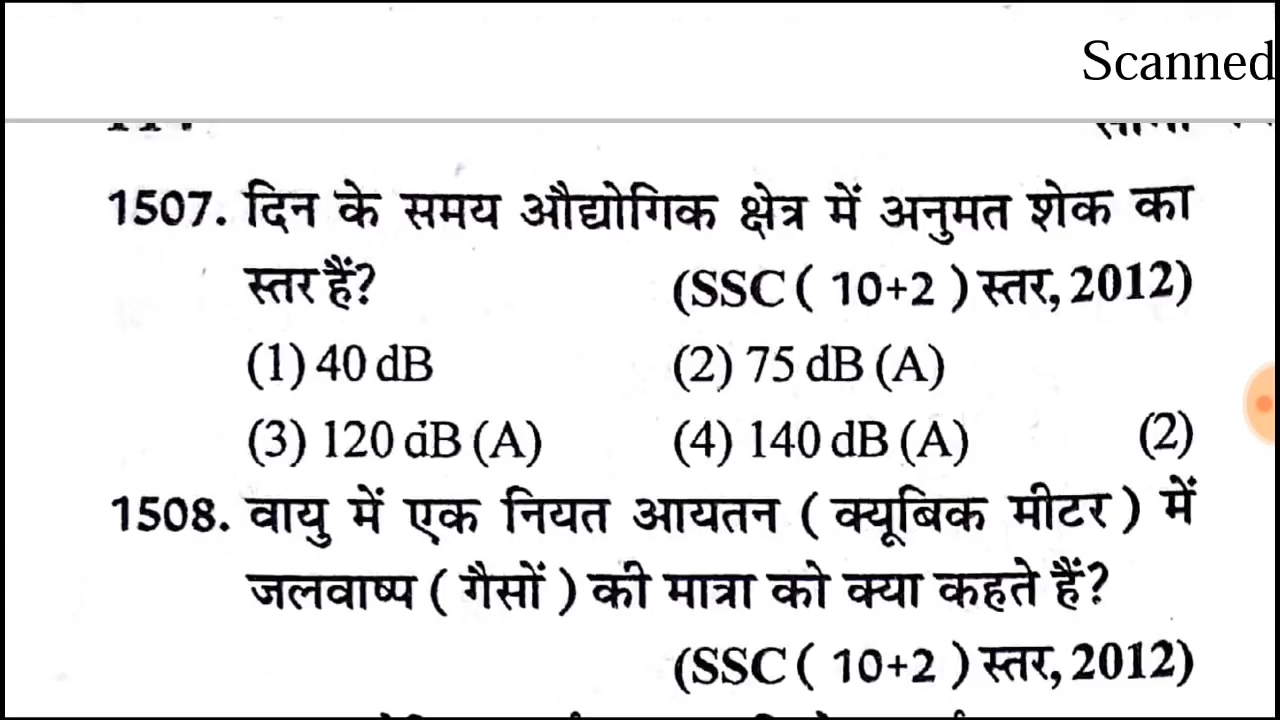 Scanned
1507. दिन के समय औद्योगिक क्षेत्र में अनुमत शेक का
स्तर हैं? (SSC ( 10+2 ) स्तर, 2012)
(1) 40 dB (2) 75 dB (A)
(3) 120 dB (A) (4) 140 dB (A) (2)
1508. वायु में एक नियत आयतन ( क्यूबिक मीटर ) में
जलवाष्प ( गैसों ) की मात्रा को क्या कहते हैं?
(SSC ( 10+2 ) स्तर, 2012)